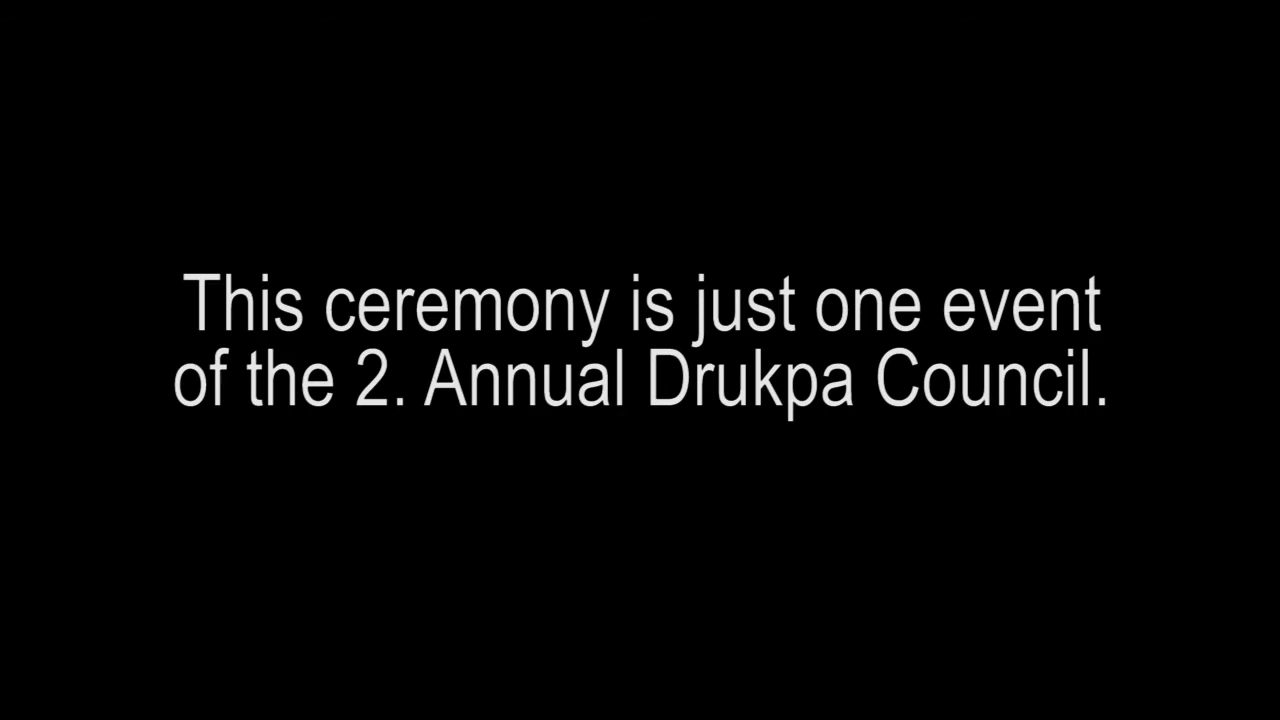 This ceremony is just one event
of the 2. Annual Drukpa Council.